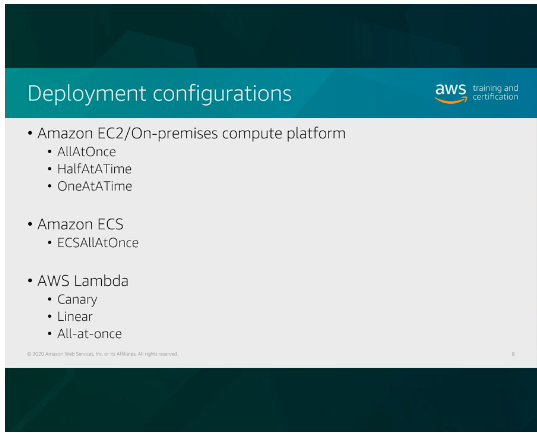 Deployment configurations
aws training and
certification
• Amazon EC2/On-premises compute platform
• AllAtOnce
• HalfAtATime
• OneAtATime
• Amazon ECS
• ECSAllAtOnce
• AWS Lambda
• Canary
• Linear
• All-at-once
© 2020 Amazon Web Services, Inc. or its Affiliates. All rights reserved.